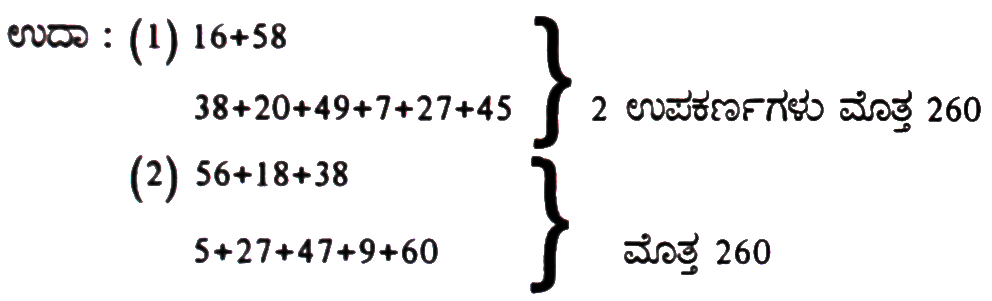 ಉದಾ : (1) 16+58
38+20+49+7+27+45 2 ಉಪಕರ್ಣಗಳು ಮೊತ್ತ 260
(2) 56+18+38
5+27+47+9+60 ಮೊತ್ತ 260